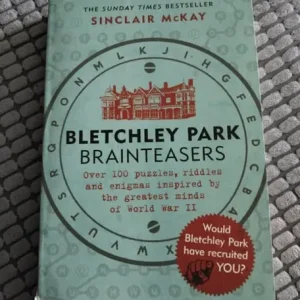 THE SUNDAY TIMES BESTSELLER
SINCLAIR McKAY
BLETCHLEY PARK
BRAINTEASERS
Over 100 puzzles, riddles
and enigmas inspired by
the greatest minds
of World War II
Would
Bletchley Park
have recruited
YOU?